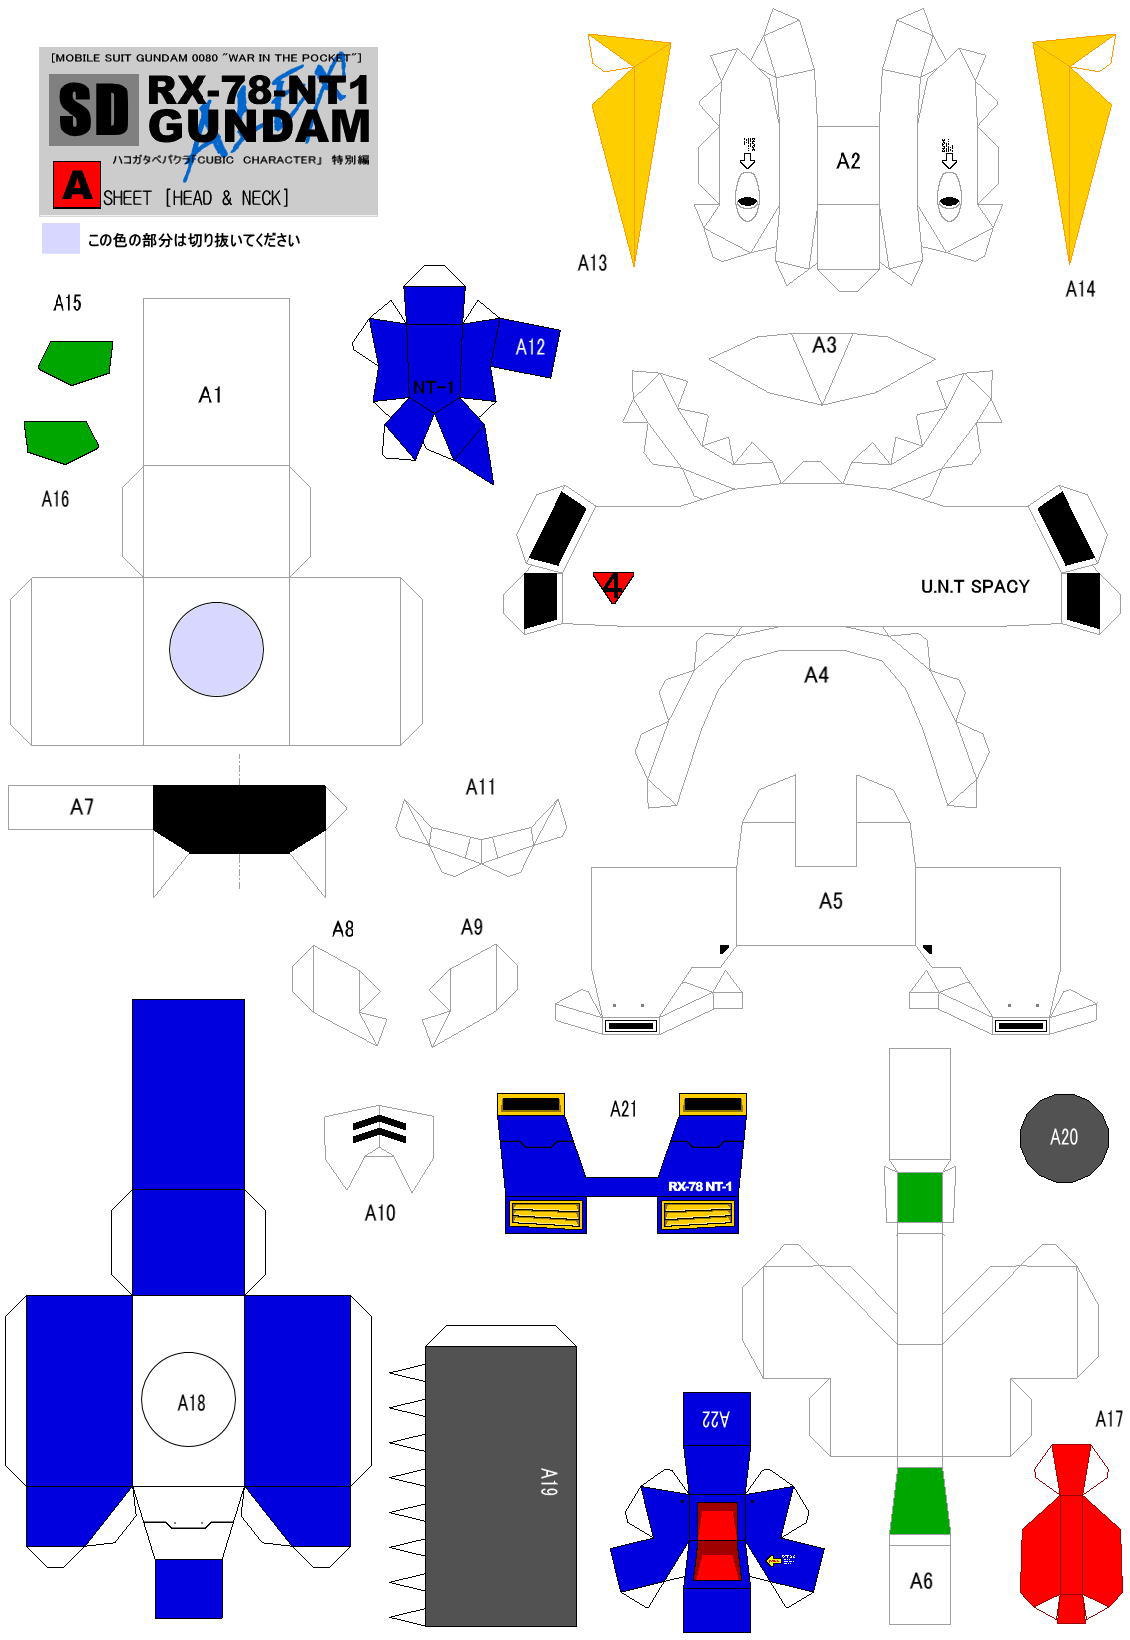 [MOBILE SUIT GUNDAM 0080 "WAR IN THE POCKET"]
SD
RX-78-NT1
GUNDAM
ALEX
ハコガタペパクラ「CUBIC CHARACTER」 特別編
A SHEET [HEAD & NECK]
この色の部分は切り抜いてください
A2
A13
A14
A15
A1
A12
NT-1
A3
A16
4
U.N.T SPACY
A4
A7
A11
A5
A8
A9
A10
A21
RX-78 NT-1
A20
A18
A19
A22
A17
A6